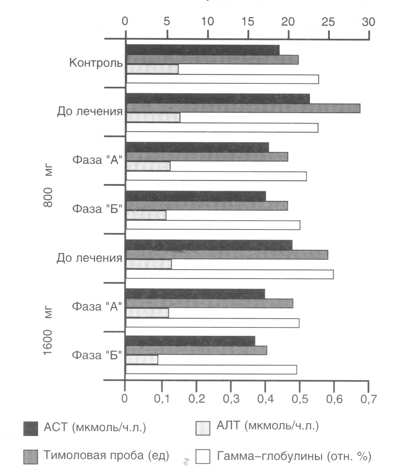 0 5 10 15 20 25 30
Контроль
До лечения
Фаза "А"
Фаза "Б"
До лечения
Фаза "А"
Фаза "Б"
800 мг
1600 мг
0 0,1 0,2 0,3 0,4 0,5 0,6 0,7
АСТ (мкмоль/ч.л.)
АЛТ (мкмоль/ч.л.)
Тимоловая проба (ед)
Гамма-глобулины (отн. %)